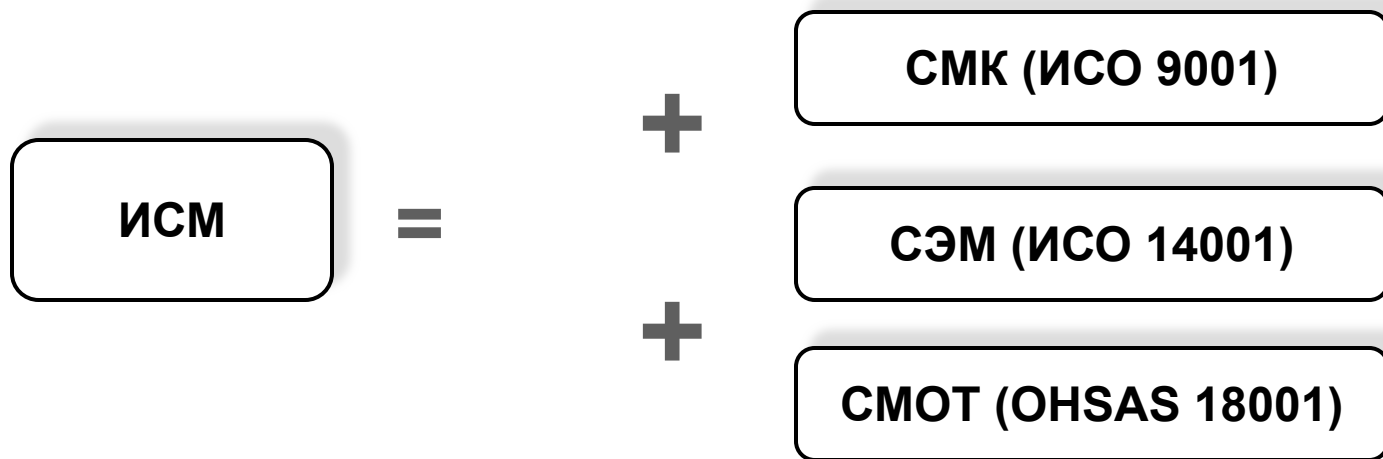 СМК (ИСО 9001)
+
ИСМ
=
СЭМ (ИСО 14001)
+
СМОТ (OHSAS 18001)